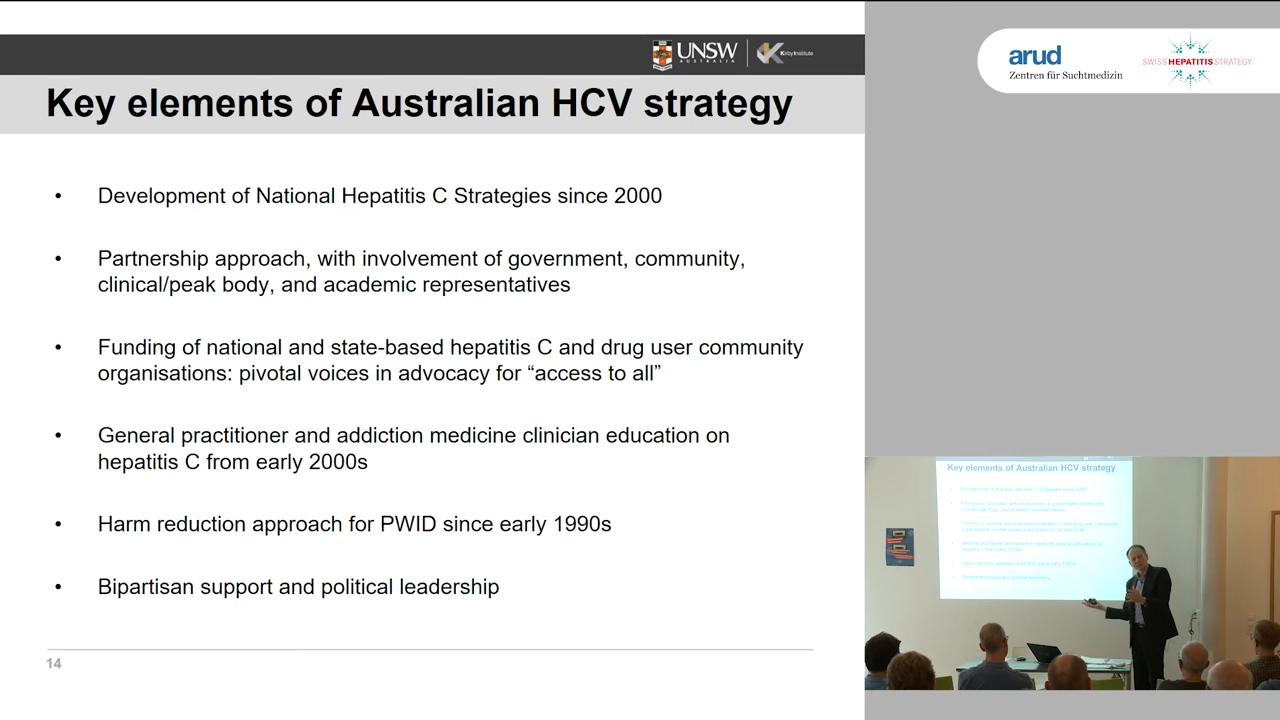 UNSW
AUSTRALIA
Kirby Institute
Key elements of Australian HCV strategy
• Development of National Hepatitis C Strategies since 2000
• Partnership approach, with involvement of government, community,
clinical/peak body, and academic representatives
• Funding of national and state-based hepatitis C and drug user community
organisations: pivotal voices in advocacy for “access to all”
• General practitioner and addiction medicine clinician education on
hepatitis C from early 2000s
• Harm reduction approach for PWID since early 1990s
• Bipartisan support and political leadership
14
arud
Zentren für Suchtmedizin
SWISS HEPATITIS STRATEGY
Key elements of Australian HCV strategy